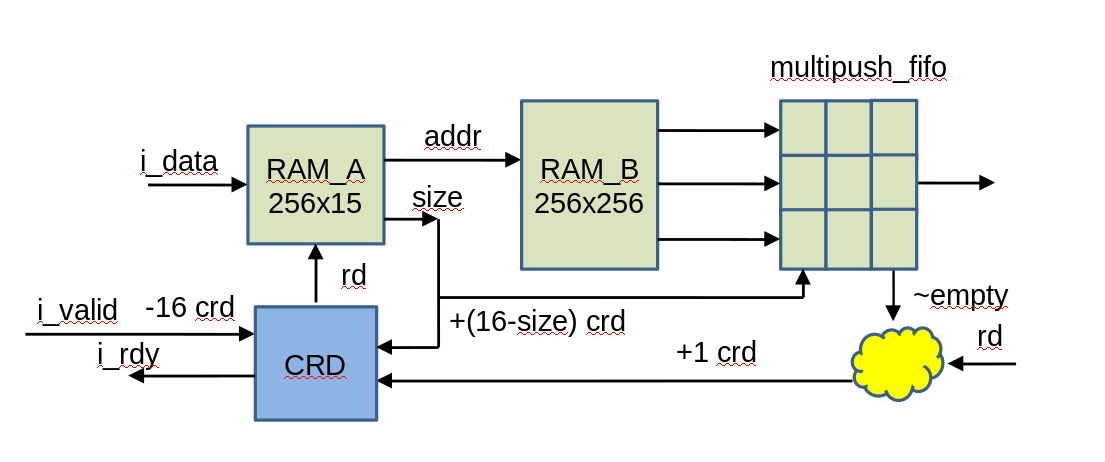 multipush_fifo
i_data
RAM_A
256x15
addr
size
RAM_B
256x256
rd
i_valid
-16 crd
i_rdy
CRD
+(16-size) crd
+1 crd
~empty
rd